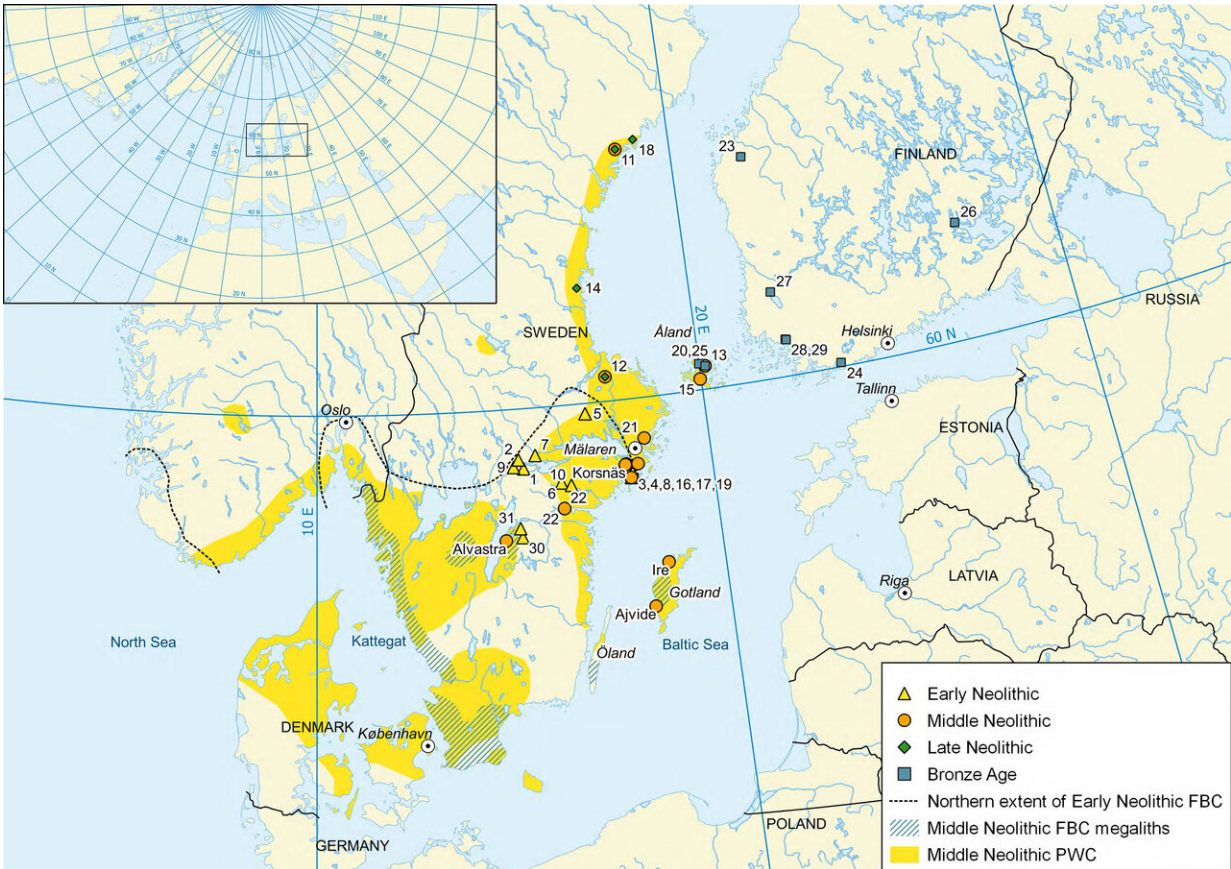 18
11
23
FINLAND
26
14
27
RUSSIA
SWEDEN
20 E
Åland
Helsinki
60 N
20,25
13
28,29
24
12
15
Tallinn
Oslo
5
21
ESTONIA
2
7
Mälaren
9
1
10
Korsnäs
3,4,8,16,17,19
6
22
22
10 E
31
Alvastra
30
Ire
Gotland
Riga
LATVIA
Ajvide
North Sea
Kattegat
Baltic Sea
Öland
DENMARK
København
POLAND
GERMANY
Early Neolithic
Middle Neolithic
Late Neolithic
Bronze Age
Northern extent of Early Neolithic FBC
Middle Neolithic FBC megaliths
Middle Neolithic PWC